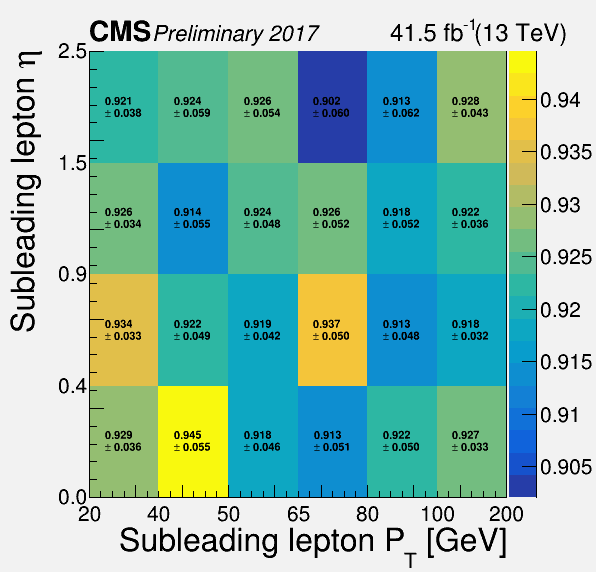 CMS Preliminary 2017 41.5 fb⁻¹(13 TeV)
Subleading lepton η
2.5
1.5
0.9
0.4
0.0
0.921 ± 0.038
0.924 ± 0.059
0.926 ± 0.054
0.902 ± 0.060
0.913 ± 0.062
0.928 ± 0.043
0.926 ± 0.034
0.914 ± 0.055
0.924 ± 0.048
0.926 ± 0.052
0.918 ± 0.052
0.922 ± 0.036
0.934 ± 0.033
0.922 ± 0.049
0.919 ± 0.042
0.937 ± 0.050
0.913 ± 0.048
0.918 ± 0.032
0.929 ± 0.036
0.945 ± 0.055
0.918 ± 0.046
0.913 ± 0.051
0.922 ± 0.050
0.927 ± 0.033
0.94
0.935
0.93
0.925
0.92
0.915
0.91
0.905
20 40 50 65 80 100 200
Subleading lepton P_T [GeV]